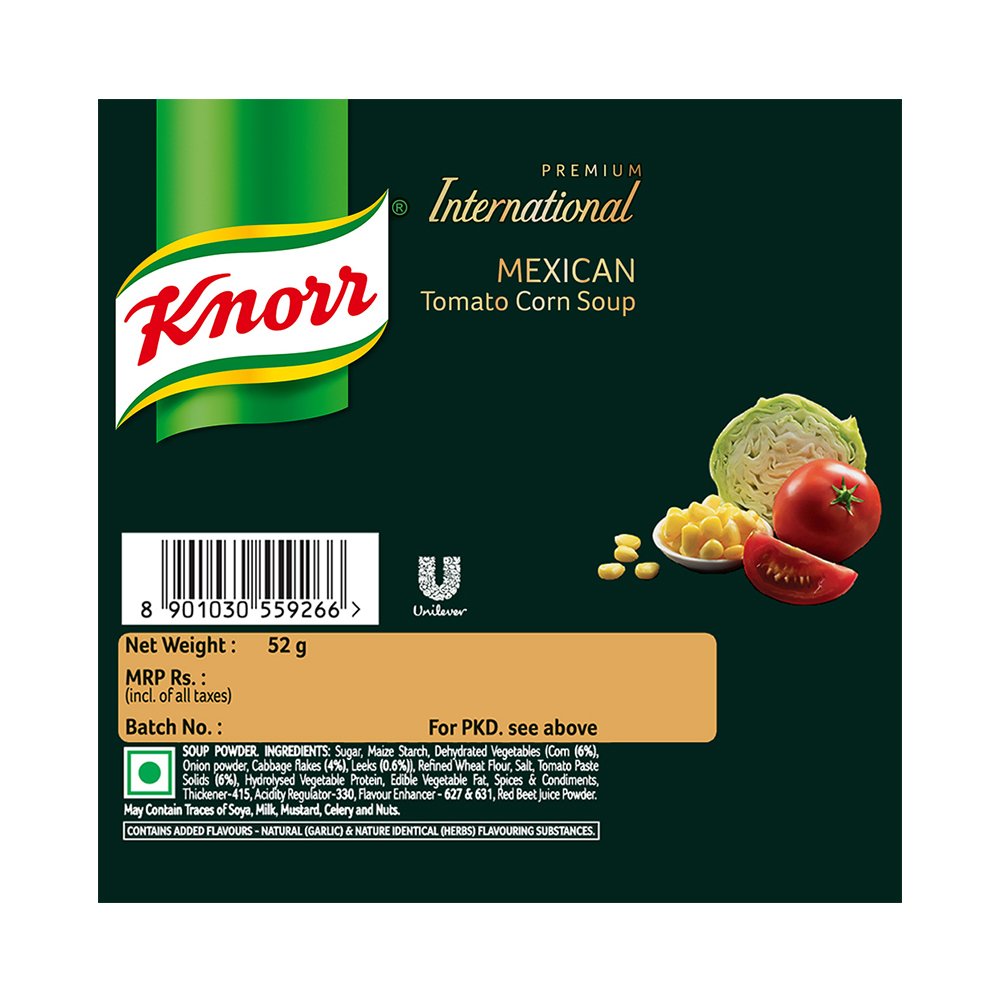 PREMIUM
International
Knorr®
MEXICAN
Tomato Corn Soup
8 901030 559266 >
Unilever
Net Weight : 52 g
MRP Rs. :
(incl. of all taxes)
Batch No. : For PKD. see above
SOUP POWDER. INGREDIENTS: Sugar, Maize Starch, Dehydrated Vegetables (Corn (6%),
Onion powder, Cabbage flakes (4%), Leeks (0.6%)), Refined Wheat Flour, Salt, Tomato Paste
Solids (6%), Hydrolysed Vegetable Protein, Edible Vegetable Fat, Spices & Condiments,
Thickener-415, Acidity Regulator-330, Flavour Enhancer - 627 & 631, Red Beet Juice Powder.
May Contain Traces of Soya, Milk, Mustard, Celery and Nuts.
CONTAINS ADDED FLAVOURS - NATURAL (GARLIC) & NATURE IDENTICAL (HERBS) FLAVOURING SUBSTANCES.